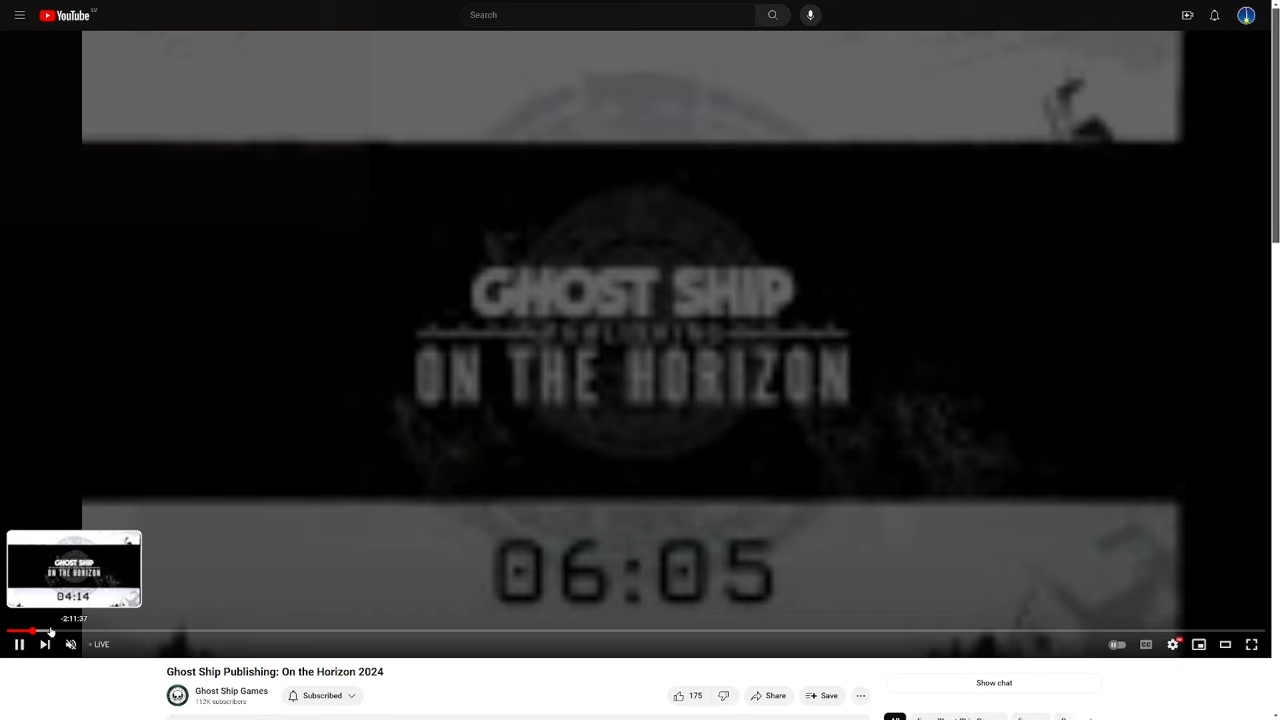 YouTube LV
Search
GHOST SHIP
PUBLISHING
ON THE HORIZON
06:05
GHOST SHIP
ON THE HORIZON
04:14
-2:11:37
LIVE
Ghost Ship Publishing: On the Horizon 2024
Ghost Ship Games
112K subscribers
Subscribed
175
Share
Save
Show chat